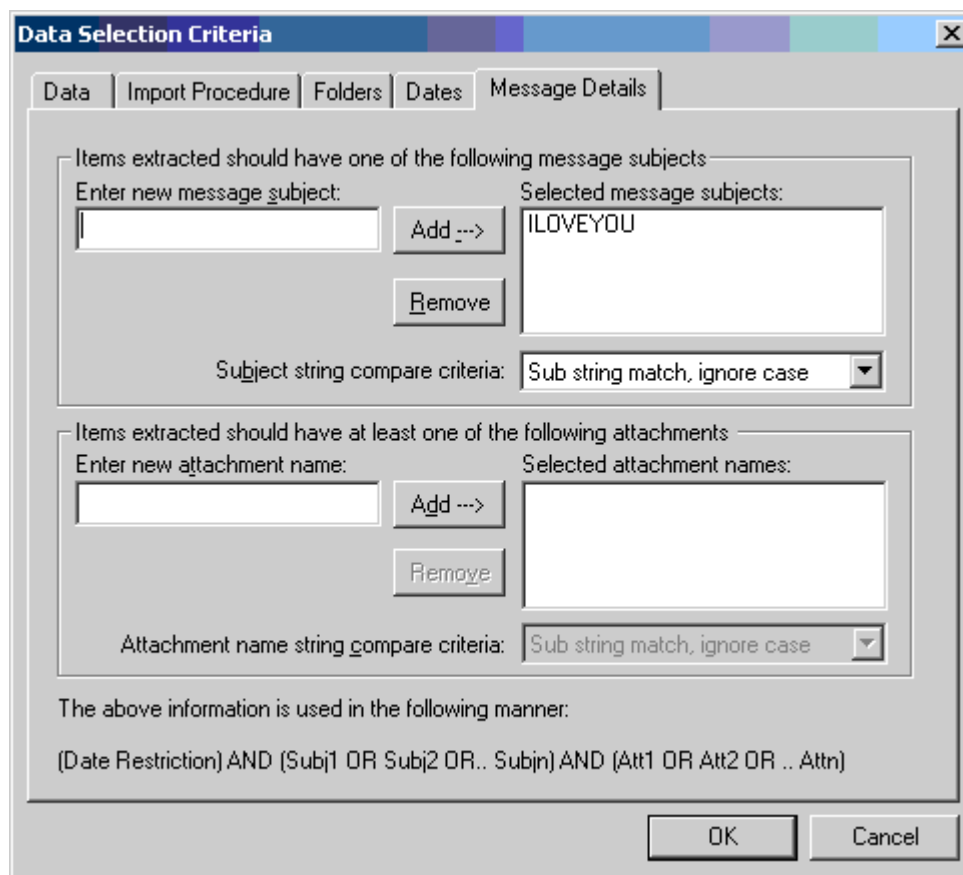 Data Selection Criteria
Data Import Procedure Folders Dates Message Details
Items extracted should have one of the following message subjects
Enter new message subject:
Selected message subjects:
Add --->
ILOVEYOU
Remove
Subject string compare criteria: Sub string match, ignore case
Items extracted should have at least one of the following attachments
Enter new attachment name:
Selected attachment names:
Add --->
Remove
Attachment name string compare criteria: Sub string match, ignore case
The above information is used in the following manner:
(Date Restriction) AND (Subj1 OR Subj2 OR.. Subjn) AND (Att1 OR Att2 OR .. Attn)
OK Cancel